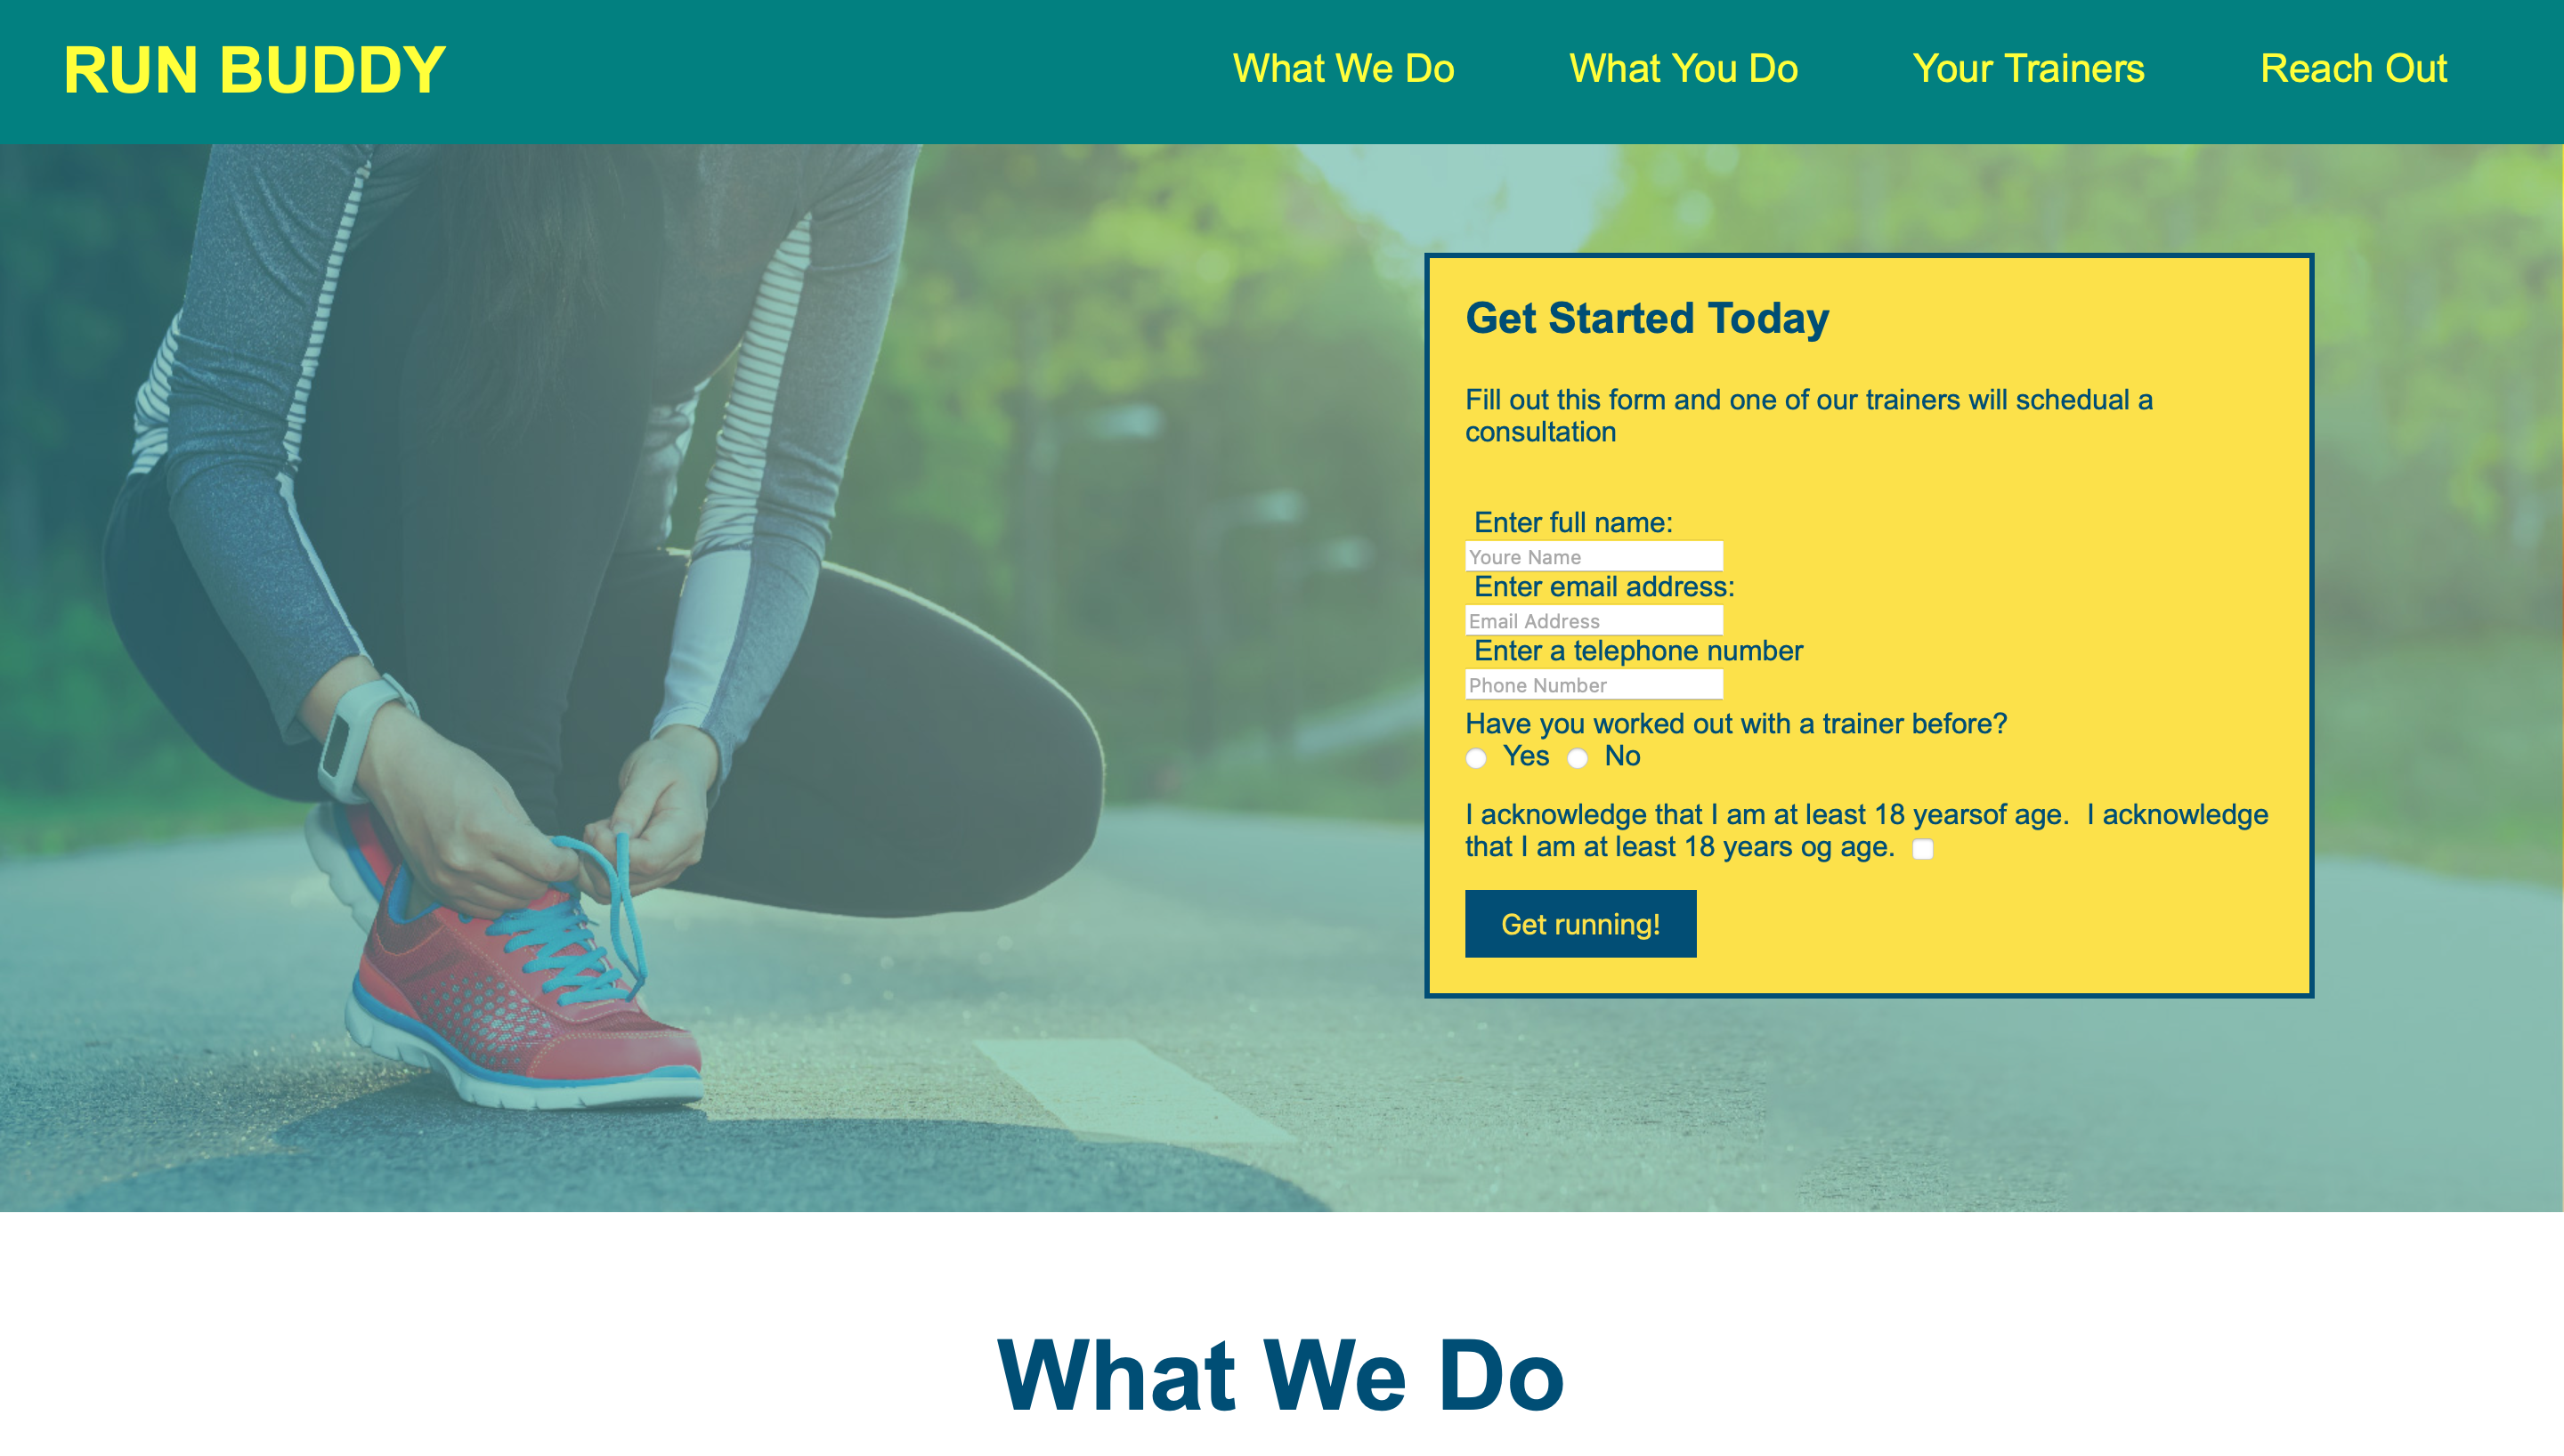 RUN BUDDY
What We Do
What You Do
Your Trainers
Reach Out
Get Started Today
Fill out this form and one of our trainers will schedual a
consultation
Enter full name:
Youre Name
Enter email address:
Email Address
Enter a telephone number
Phone Number
Have you worked out with a trainer before?
Yes No
I acknowledge that I am at least 18 yearsof age.  I acknowledge
that I am at least 18 years og age.
Get running!
What We Do